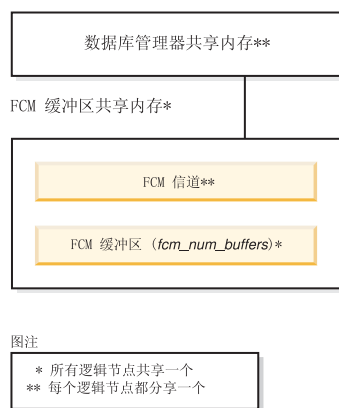 数据库管理器共享内存**
FCM 缓冲区共享内存*
FCM 信道**
FCM 缓冲区 (fcm_num_buffers)*
图注
* 所有逻辑节点共享一个
** 每个逻辑节点都分享一个